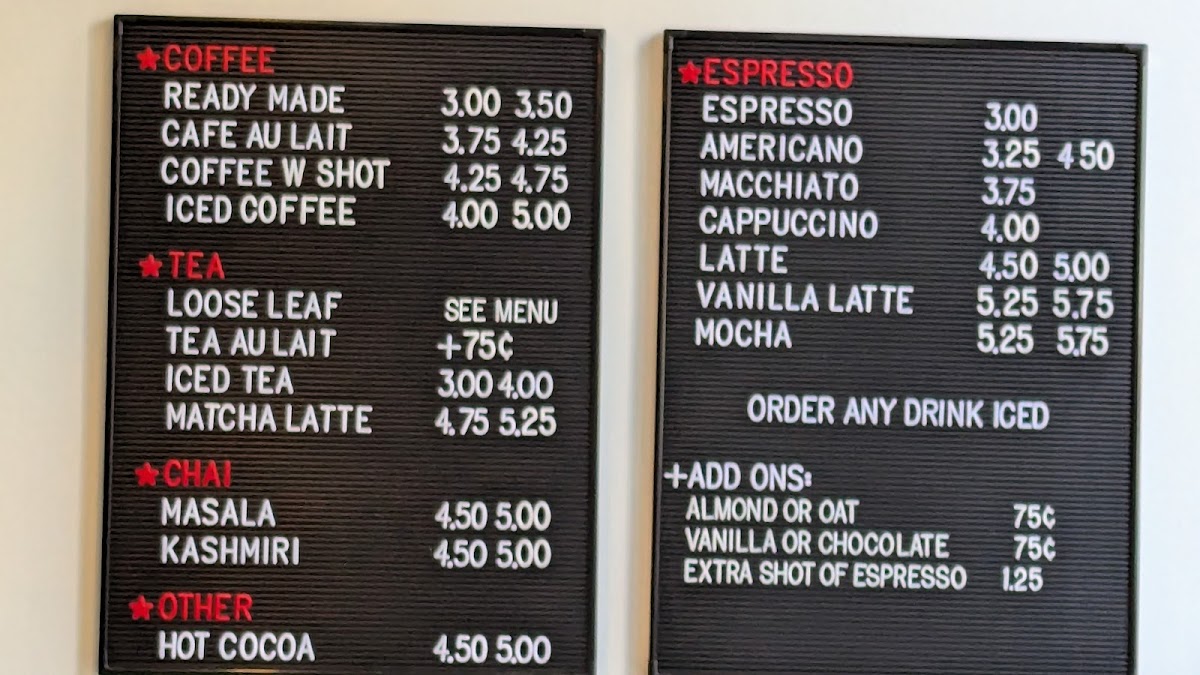 ★COFFEE
READY MADE 3.00 3.50
CAFE AU LAIT 3.75 4.25
COFFEE W SHOT 4.25 4.75
ICED COFFEE 4.00 5.00
★TEA
LOOSE LEAF SEE MENU
TEA AU LAIT +75¢
ICED TEA 3.00 4.00
MATCHA LATTE 4.75 5.25
★CHAI
MASALA 4.50 5.00
KASHMIRI 4.50 5.00
★OTHER
HOT COCOA 4.50 5.00
★ESPRESSO
ESPRESSO 3.00
AMERICANO 3.25 4 50
MACCHIATO 3.75
CAPPUCCINO 4.00
LATTE 4.50 5.00
VANILLA LATTE 5.25 5.75
MOCHA 5.25 5.75
ORDER ANY DRINK ICED
+ADD ONS:
ALMOND OR OAT 75¢
VANILLA OR CHOCOLATE 75¢
EXTRA SHOT OF ESPRESSO 1.25